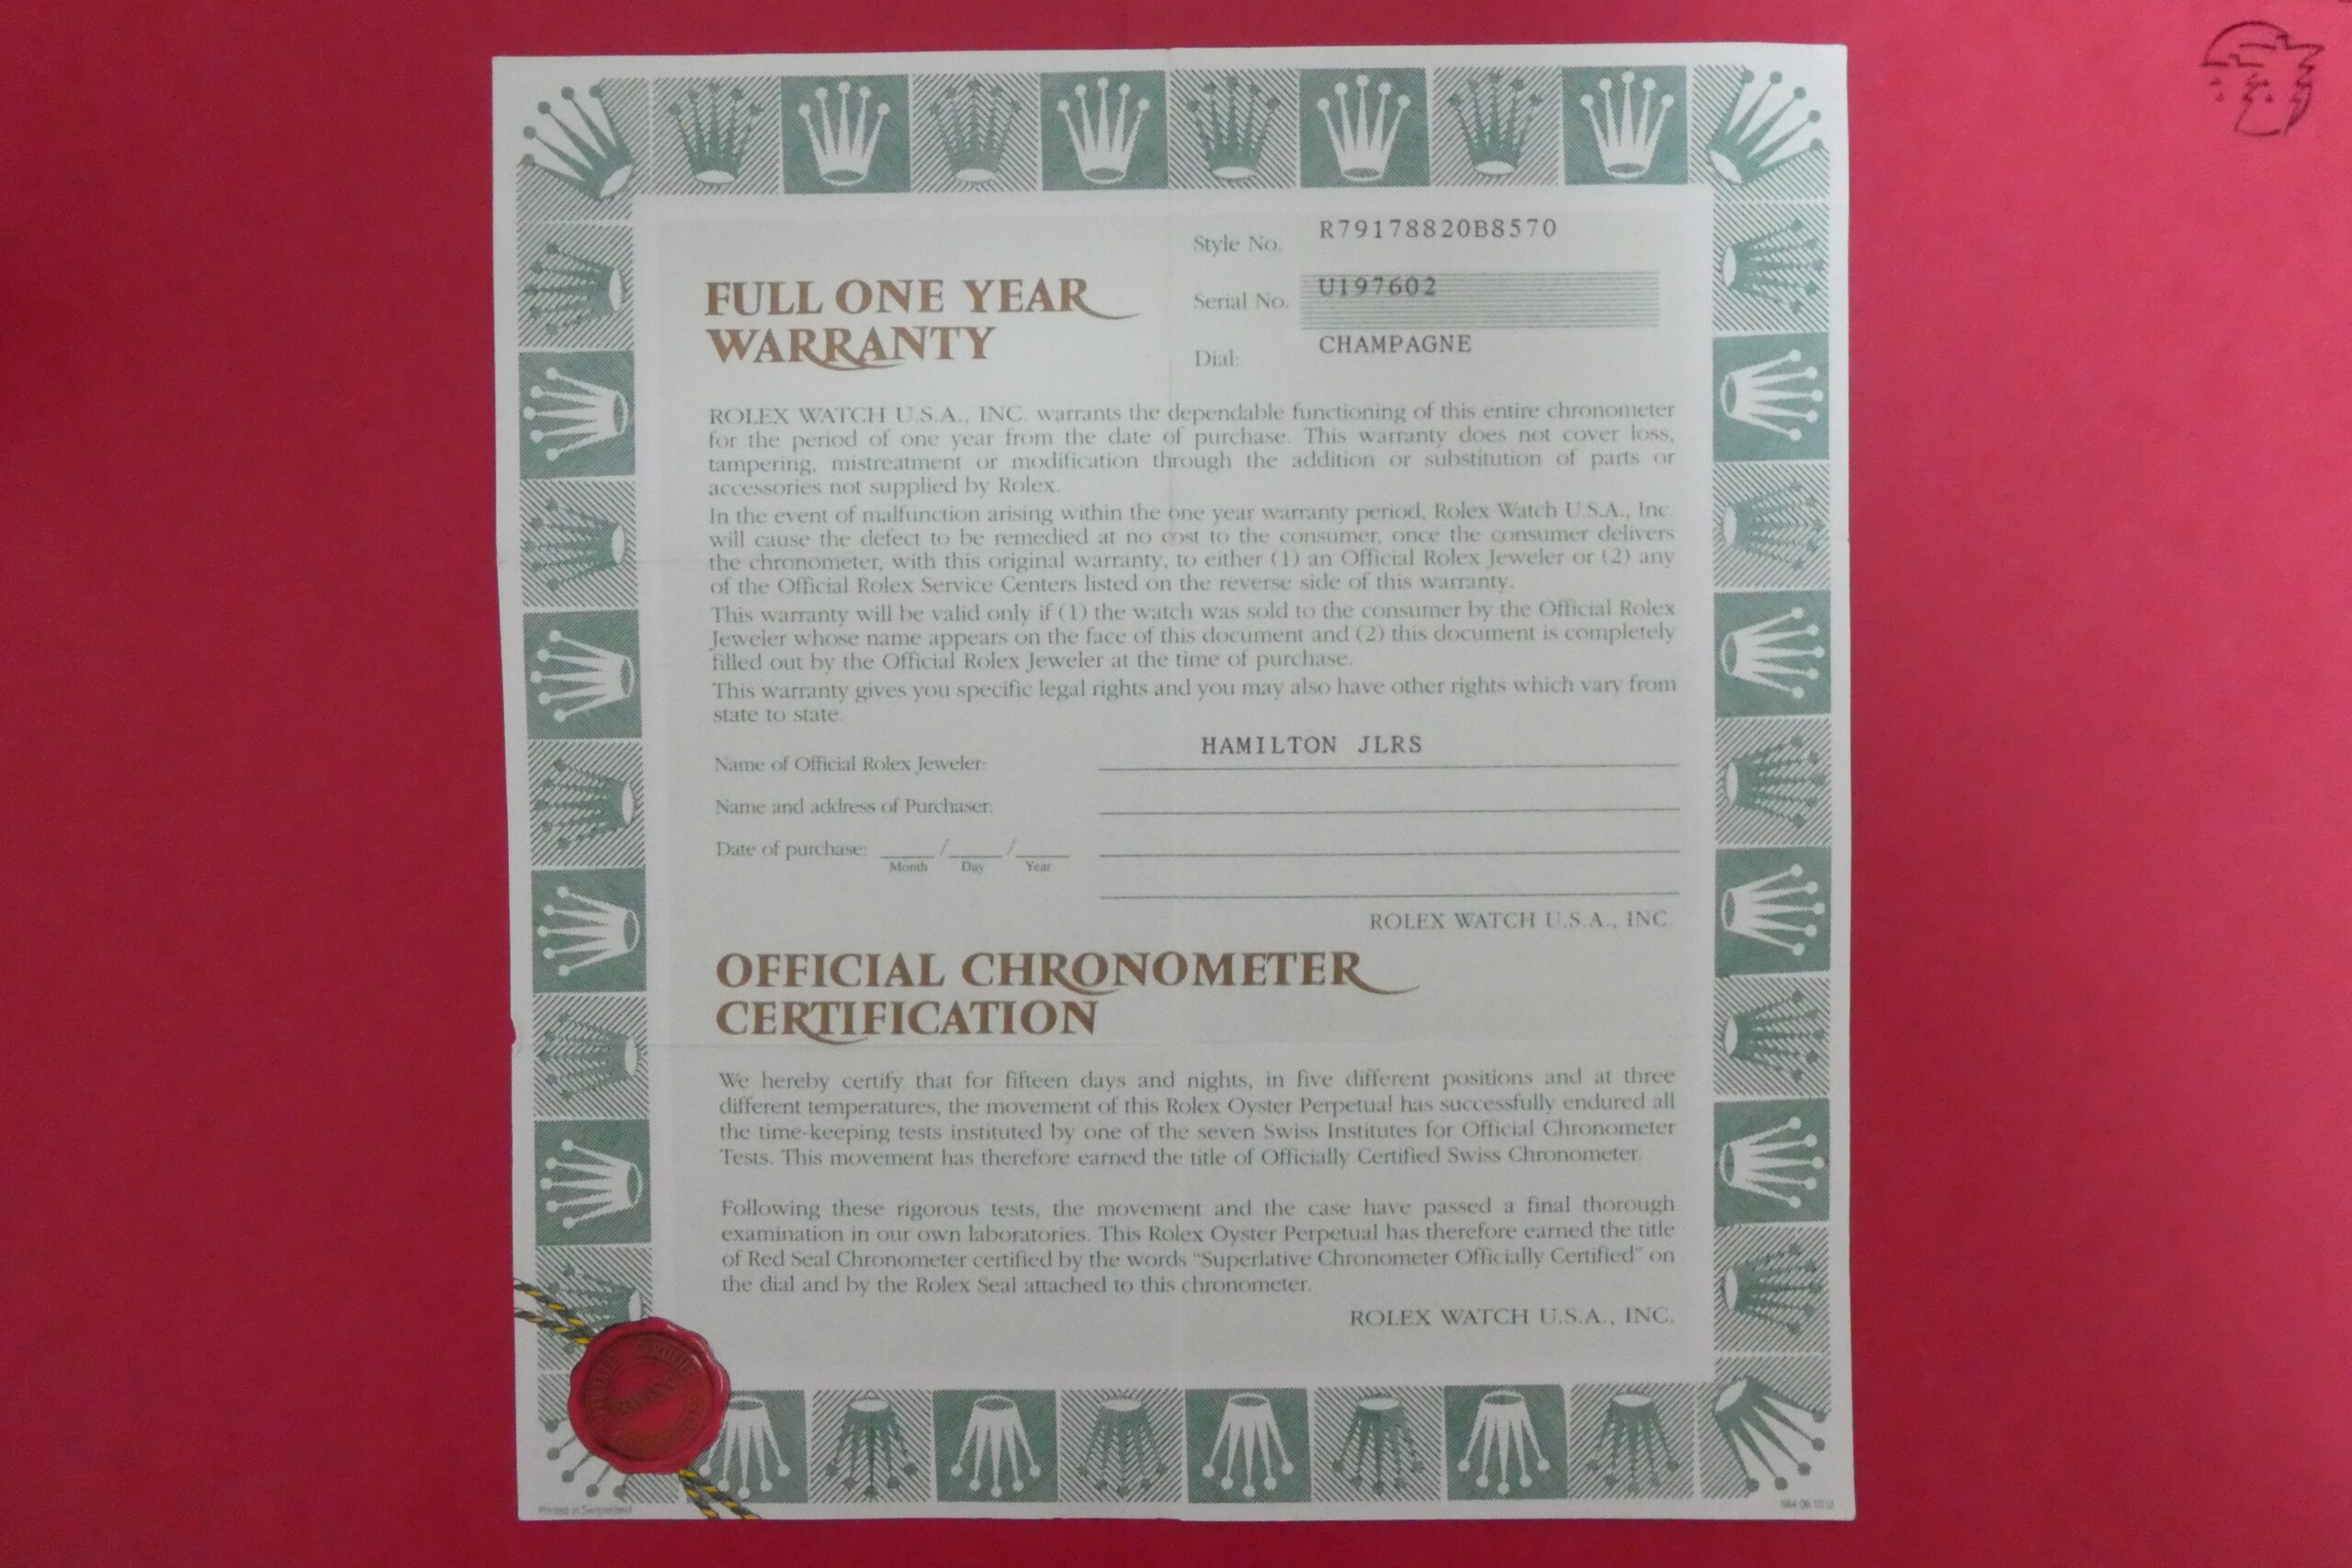 Style No. R79178820B8570
FULL ONE YEAR
WARRANTY
Serial No. U197602
Dial: CHAMPAGNE
ROLEX WATCH U.S.A., INC. warrants the dependable functioning of this entire chronometer
for the period of one year from the date of purchase. This warranty does not cover loss,
tampering, mistreatment or modification through the addition or substitution of parts or
accessories not supplied by Rolex.
In the event of malfunction arising within the one year warranty period, Rolex Watch U.S.A., Inc.
will cause the defect to be remedied at no cost to the consumer, once the consumer delivers
the chronometer, with this original warranty, to either (1) an Official Rolex Jeweler or (2) any
of the Official Rolex Service Centers listed on the reverse side of this warranty.
This warranty will be valid only if (1) the watch was sold to the consumer by the Official Rolex
Jeweler whose name appears on the face of this document and (2) this document is completely
filled out by the Official Rolex Jeweler at the time of purchase.
This warranty gives you specific legal rights and you may also have other rights which vary from
state to state.
Name of Official Rolex Jeweler: HAMILTON JLRS
Name and address of Purchaser:
Date of purchase: / /
Month Day Year
ROLEX WATCH U.S.A., INC.
OFFICIAL CHRONOMETER
CERTIFICATION
We hereby certify that for fifteen days and nights, in five different positions and at three
different temperatures, the movement of this Rolex Oyster Perpetual has successfully endured all
the time-keeping tests instituted by one of the seven Swiss Institutes for Official Chronometer
Tests. This movement has therefore earned the title of Officially Certified Swiss Chronometer.
Following these rigorous tests, the movement and the case have passed a final thorough
examination in our own laboratories. This Rolex Oyster Perpetual has therefore earned the title
of Red Seal Chronometer certified by the words “Superlative Chronometer Officially Certified” on
the dial and by the Rolex Seal attached to this chronometer.
ROLEX WATCH U.S.A., INC.
Printed in Switzerland